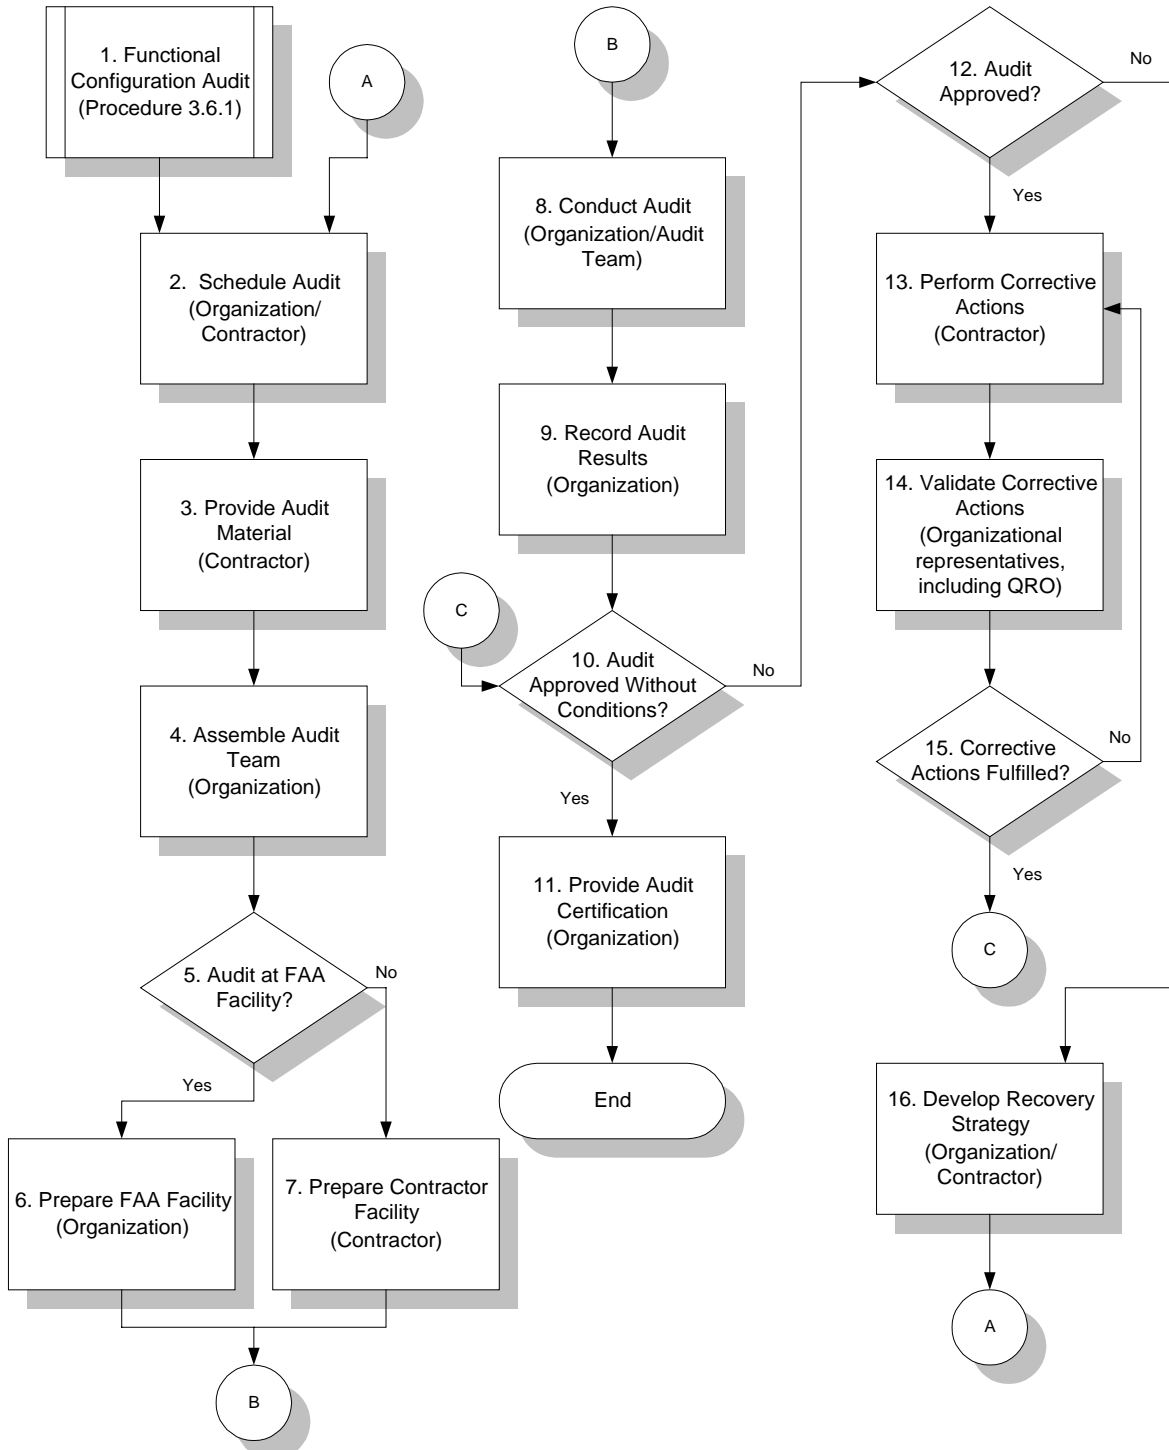 1. Functional
Configuration Audit
(Procedure 3.6.1)
A
2. Schedule Audit
(Organization/
Contractor)
3. Provide Audit
Material
(Contractor)
4. Assemble Audit
Team
(Organization)
5. Audit at FAA
Facility?
No
Yes
6. Prepare FAA Facility
(Organization)
7. Prepare Contractor
Facility
(Contractor)
B
B
8. Conduct Audit
(Organization/Audit
Team)
9. Record Audit
Results
(Organization)
C
10. Audit
Approved Without
Conditions?
No
Yes
11. Provide Audit
Certification
(Organization)
End
12. Audit
Approved?
No
Yes
13. Perform Corrective
Actions
(Contractor)
14. Validate Corrective
Actions
(Organizational
representatives,
including QRO)
15. Corrective
Actions Fulfilled?
No
Yes
C
16. Develop Recovery
Strategy
(Organization/
Contractor)
A